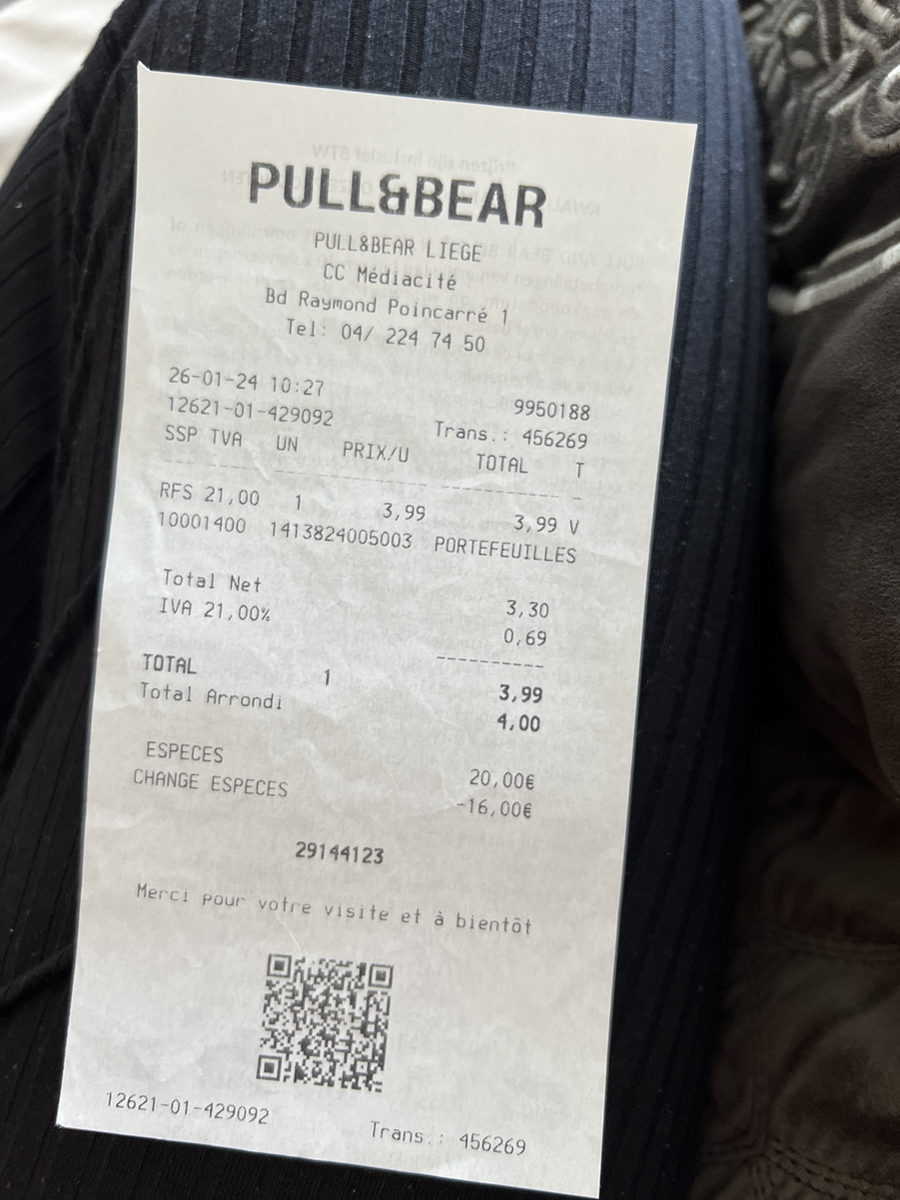 PULL&BEAR
PULL&BEAR LIEGE
CC Médiacité
Bd Raymond Poincarré 1
Tel: 04/ 224 74 50
26-01-24 10:27 9950188
12621-01-429092 Trans.: 456269
SSP TVA UN PRIX/U TOTAL T
RFS 21,00 1 3,99 3,99 V
10001400 1413824005003 PORTEFEUILLES
Total Net 3,30
IVA 21,00% 0,69
TOTAL 1 3,99
Total Arrondi 4,00
ESPECES 20,00€
CHANGE ESPECES -16,00€
29144123
Merci pour votre visite et à bientôt
12621-01-429092 Trans.: 456269